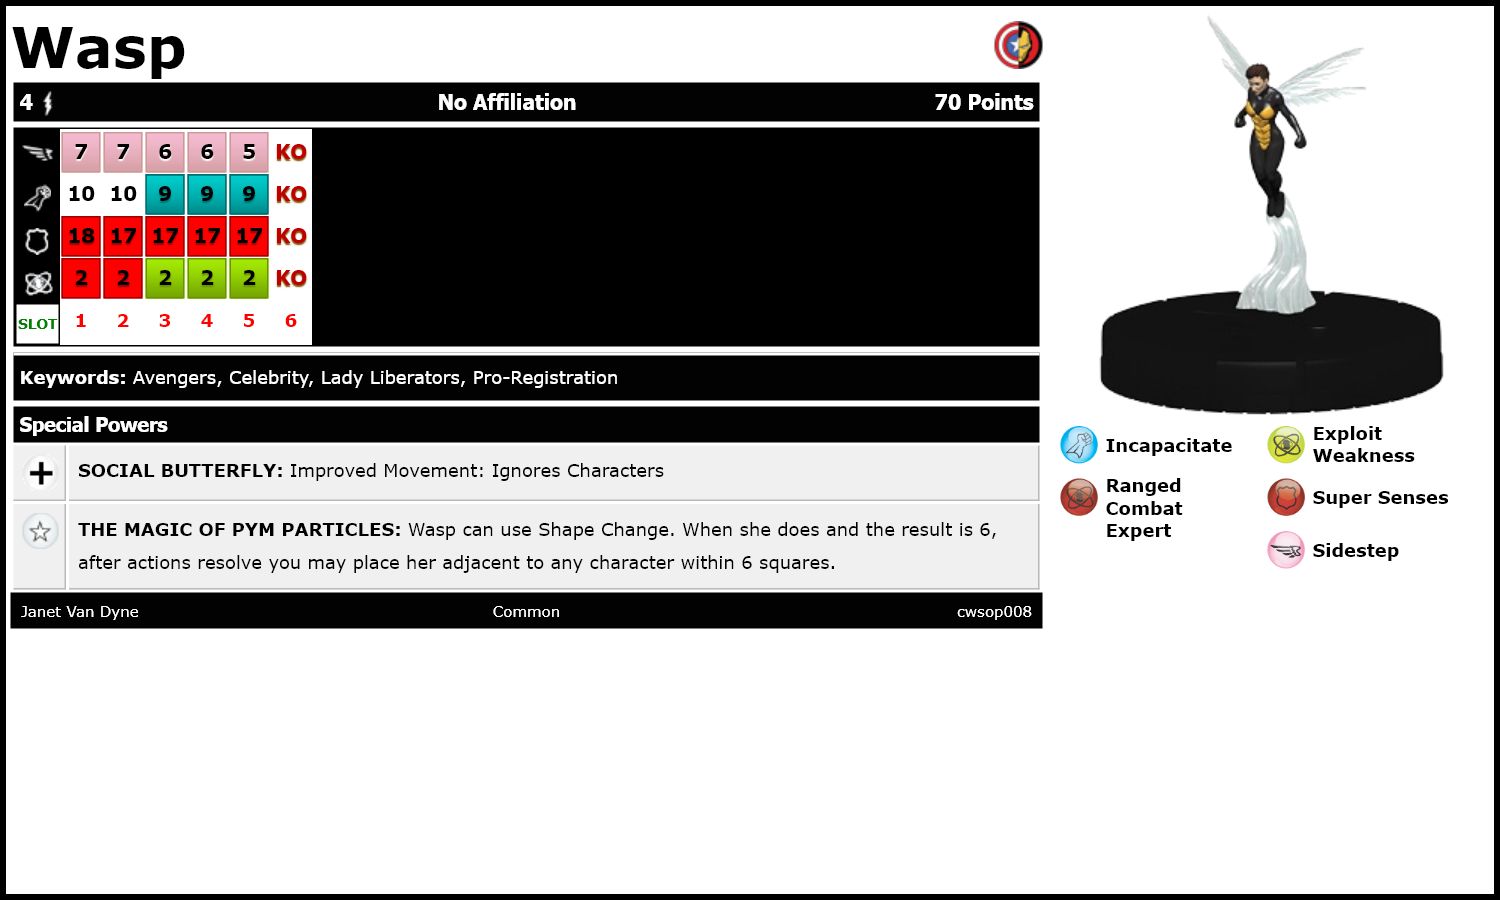 Wasp
4 No Affiliation 70 Points
7 7 6 6 5 KO
10 10 9 9 9 KO
18 17 17 17 17 KO
2 2 2 2 2 KO
SLOT 1 2 3 4 5 6
Keywords: Avengers, Celebrity, Lady Liberators, Pro-Registration
Special Powers
SOCIAL BUTTERFLY: Improved Movement: Ignores Characters
THE MAGIC OF PYM PARTICLES: Wasp can use Shape Change. When she does and the result is 6,
after actions resolve you may place her adjacent to any character within 6 squares.
Janet Van Dyne Common cwsop008
Incapacitate
Exploit
Weakness
Ranged
Combat
Expert
Super Senses
Sidestep